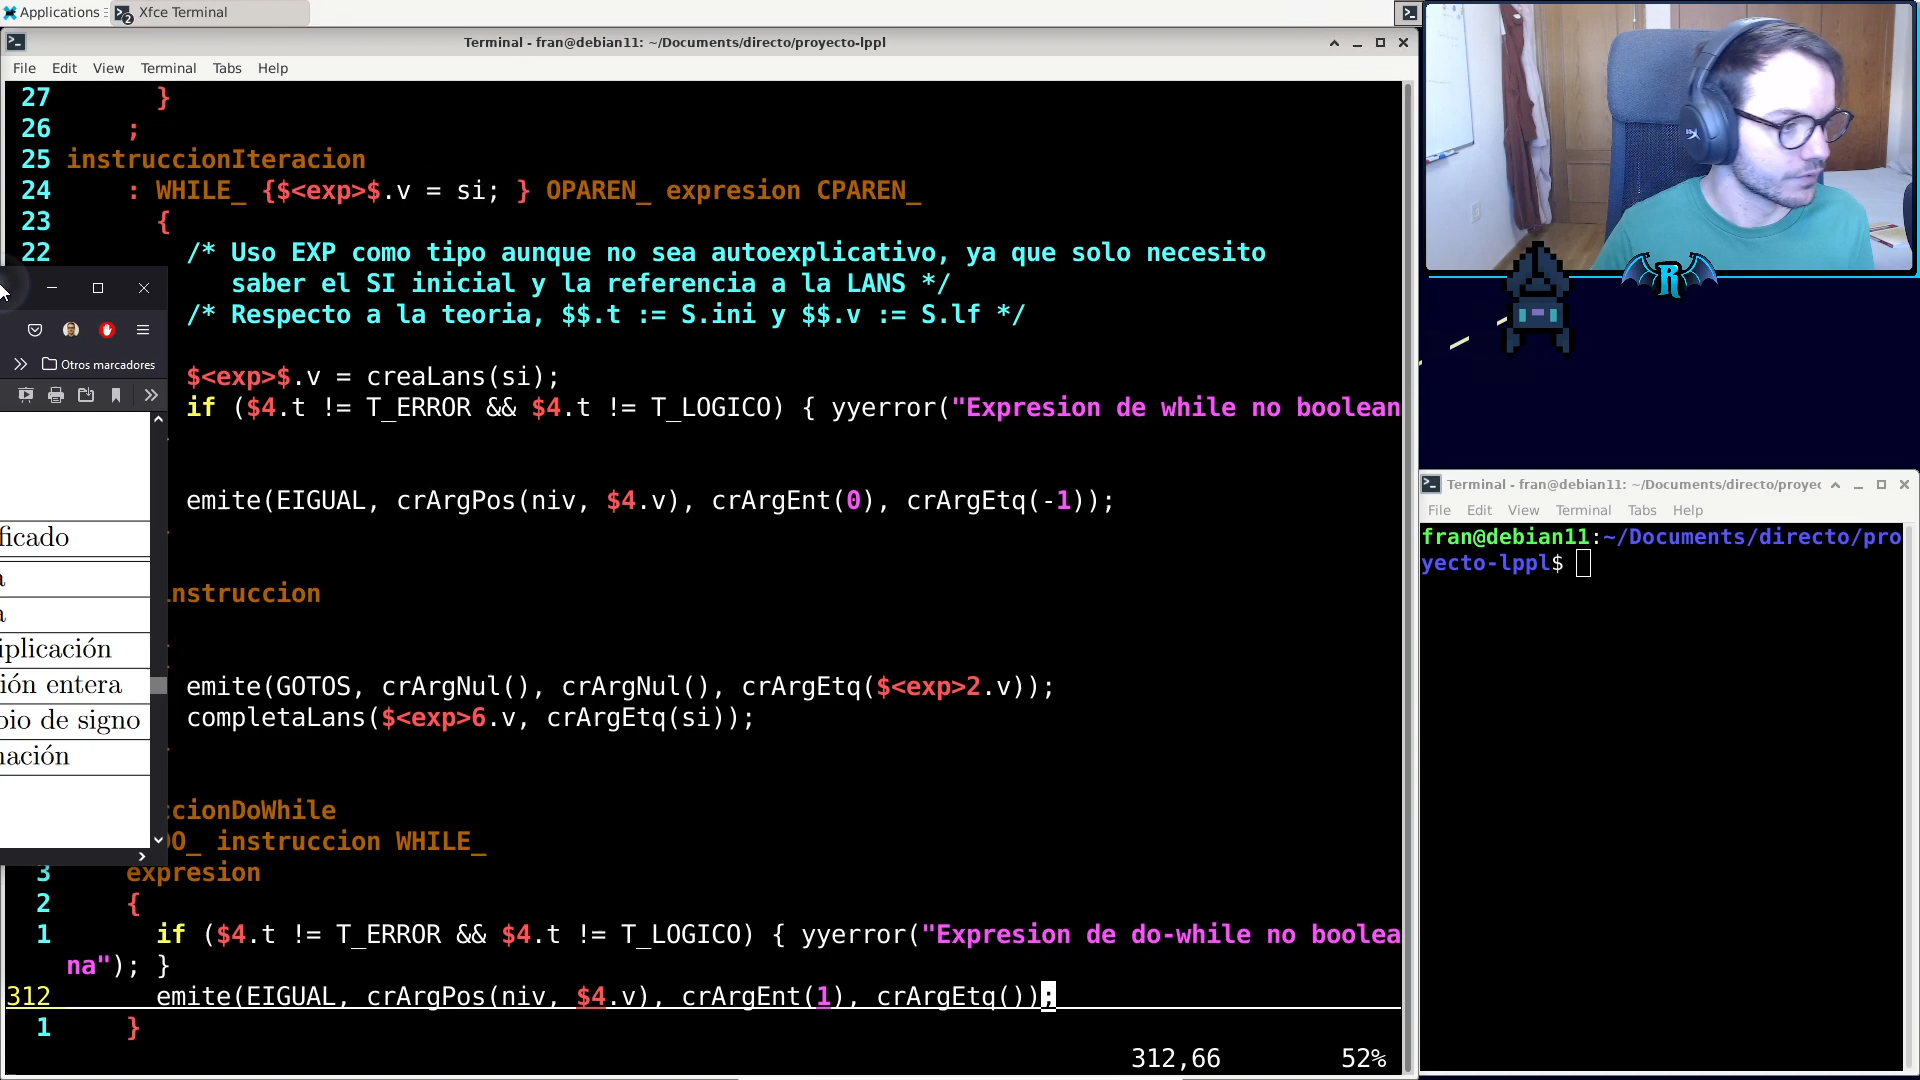 Applications
Xfce Terminal
2
Terminal - fran@debian11: ~/Documents/directo/proyecto-lppl
File Edit View Terminal Tabs Help
27 }
26 ;
25 instruccionIteracion
24 : WHILE_ {$<exp>$.v = si; } OPAREN_ expresion CPAREN_
23 {
22 /* Uso EXP como tipo aunque no sea autoexplicativo, ya que solo necesito
saber el SI inicial y la referencia a la LANS */
/* Respecto a la teoria, $$.t := S.ini y $$.v := S.lf */
Otros marcadores
$<exp>$.v = creaLans(si);
if ($4.t != T_ERROR && $4.t != T_LOGICO) { yyerror("Expresion de while no boolean
emite(EIGUAL, crArgPos(niv, $4.v), crArgEnt(0), crArgEtq(-1));
ficado
a
nstruccion
a
iplicación
ión entera
emite(GOTOS, crArgNul(), crArgNul(), crArgEtq($<exp>2.v));
completaLans($<exp>6.v, crArgEtq(si));
bio de signo
nación
ccionDoWhile
DO_ instruccion WHILE_
3 expresion
2 {
1 if ($4.t != T_ERROR && $4.t != T_LOGICO) { yyerror("Expresion de do-while no boolea
na"); }
312 emite(EIGUAL, crArgPos(niv, $4.v), crArgEnt(1), crArgEtq());
1 }
312,66 52%
R
Terminal - fran@debian11: ~/Documents/directo/proyec
File Edit View Terminal Tabs Help
fran@debian11:~/Documents/directo/pro
yecto-lppl$